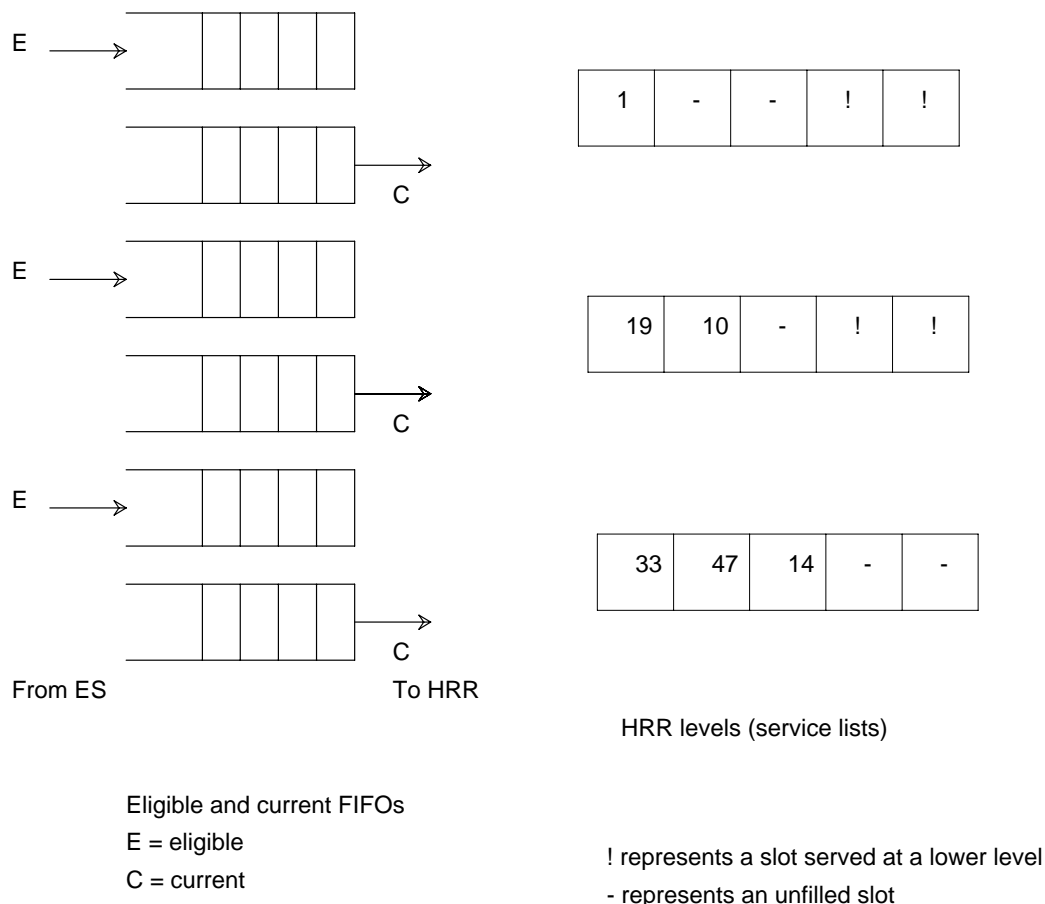 E
1 - - ! !
C
E
19 10 - ! !
C
E
33 47 14 - -
C
From ES
To HRR
HRR levels (service lists)
Eligible and current FIFOs
E = eligible
C = current
! represents a slot served at a lower level
- represents an unfilled slot